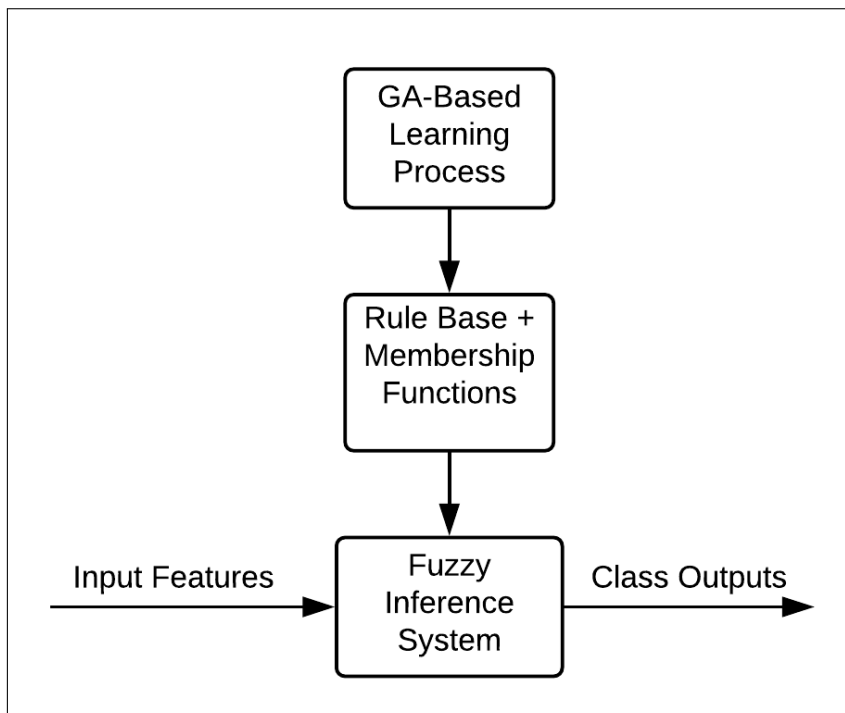 GA-Based
Learning
Process
Rule Base +
Membership
Functions
Input Features
Fuzzy
Inference
System
Class Outputs